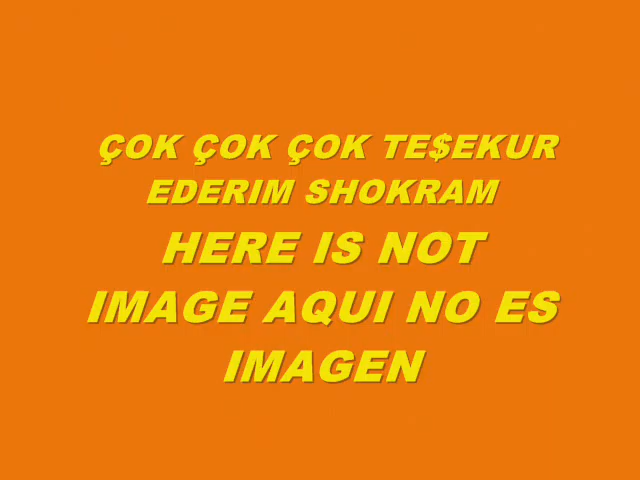 ÇOK ÇOK ÇOK TE$EKUR
EDERIM SHOKRAM
HERE IS NOT
IMAGE AQUI NO ES
IMAGEN